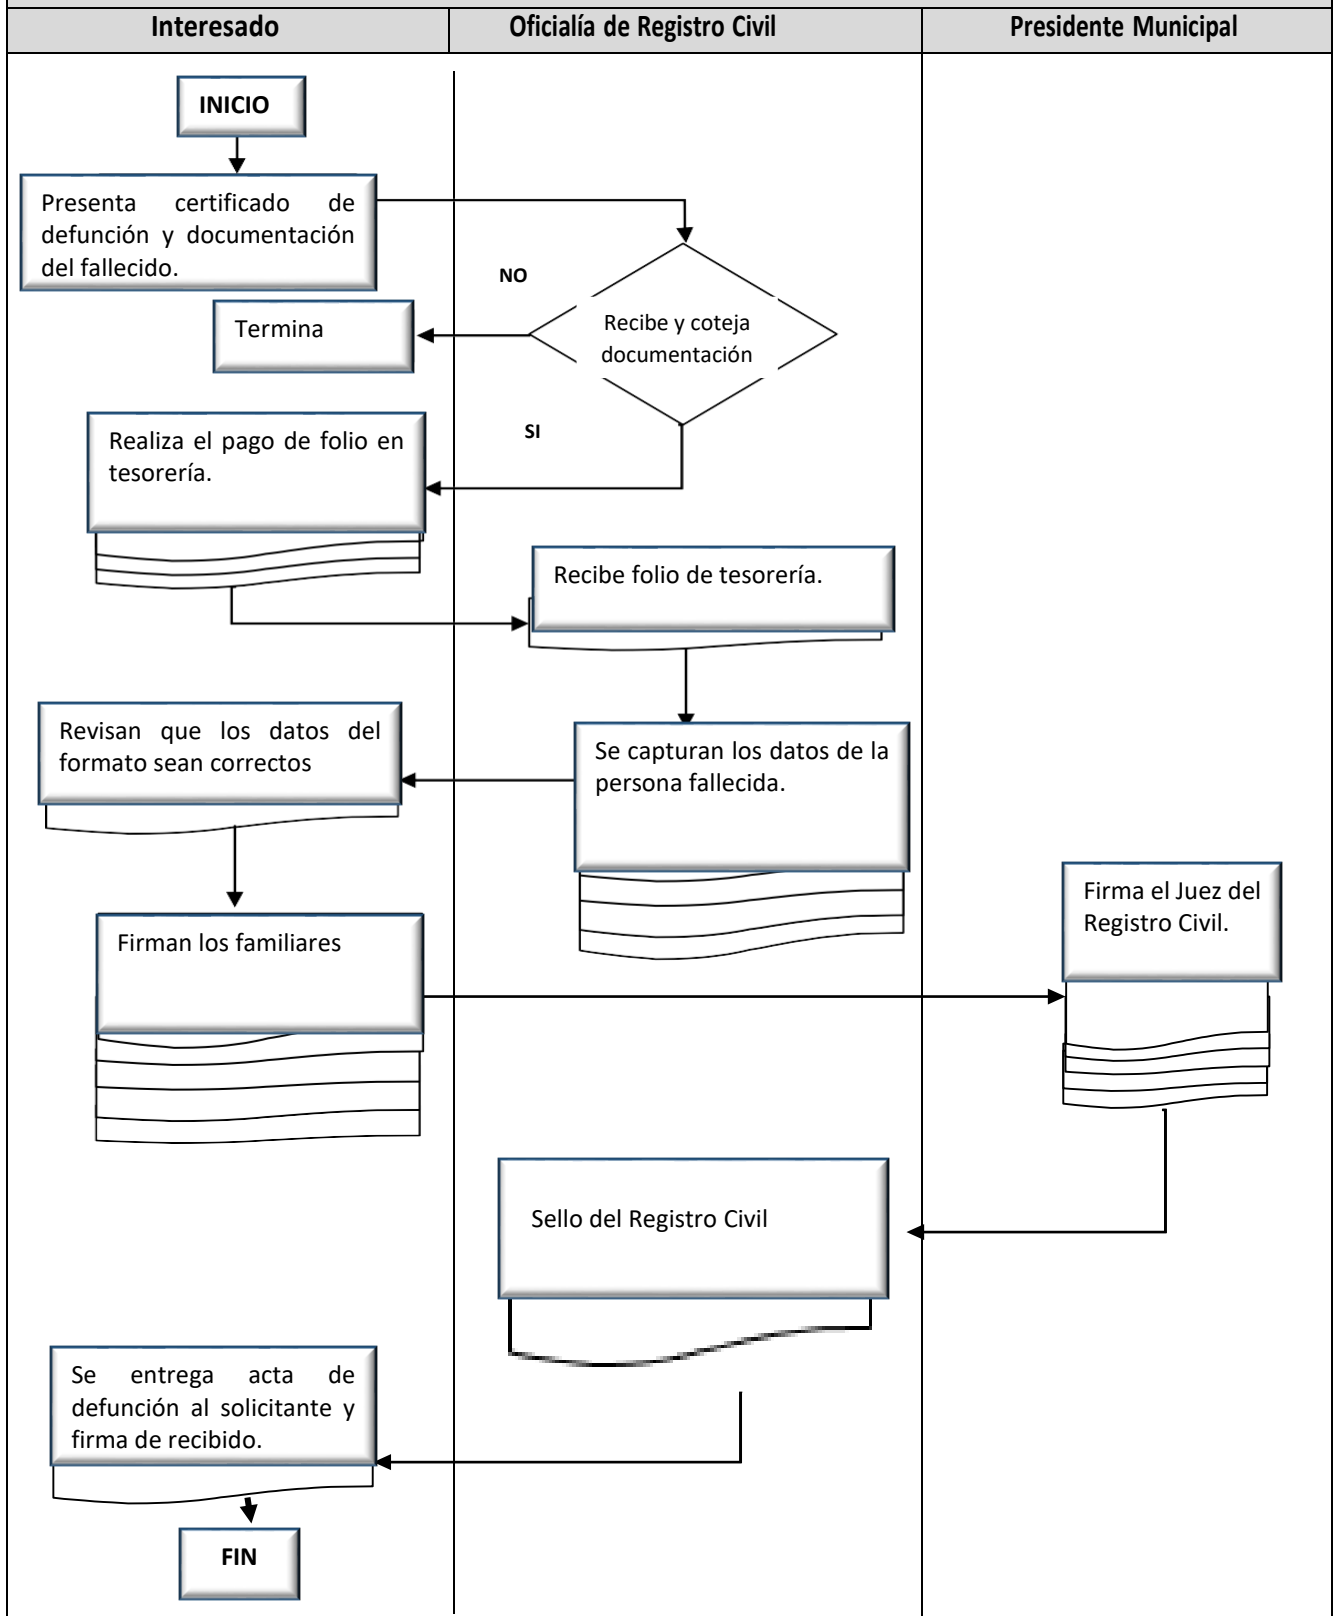 Interesado
Oficialía de Registro Civil
Presidente Municipal
INICIO
Presenta certificado de
defunción y documentación
del fallecido.
NO
Recibe y coteja
documentación
Termina
SI
Realiza el pago de folio en
tesorería.
Recibe folio de tesorería.
Se capturan los datos de la
persona fallecida.
Revisan que los datos del
formato sean correctos
Firman los familiares
Firma el Juez del
Registro Civil.
Sello del Registro Civil
Se entrega acta de
defunción al solicitante y
firma de recibido.
FIN